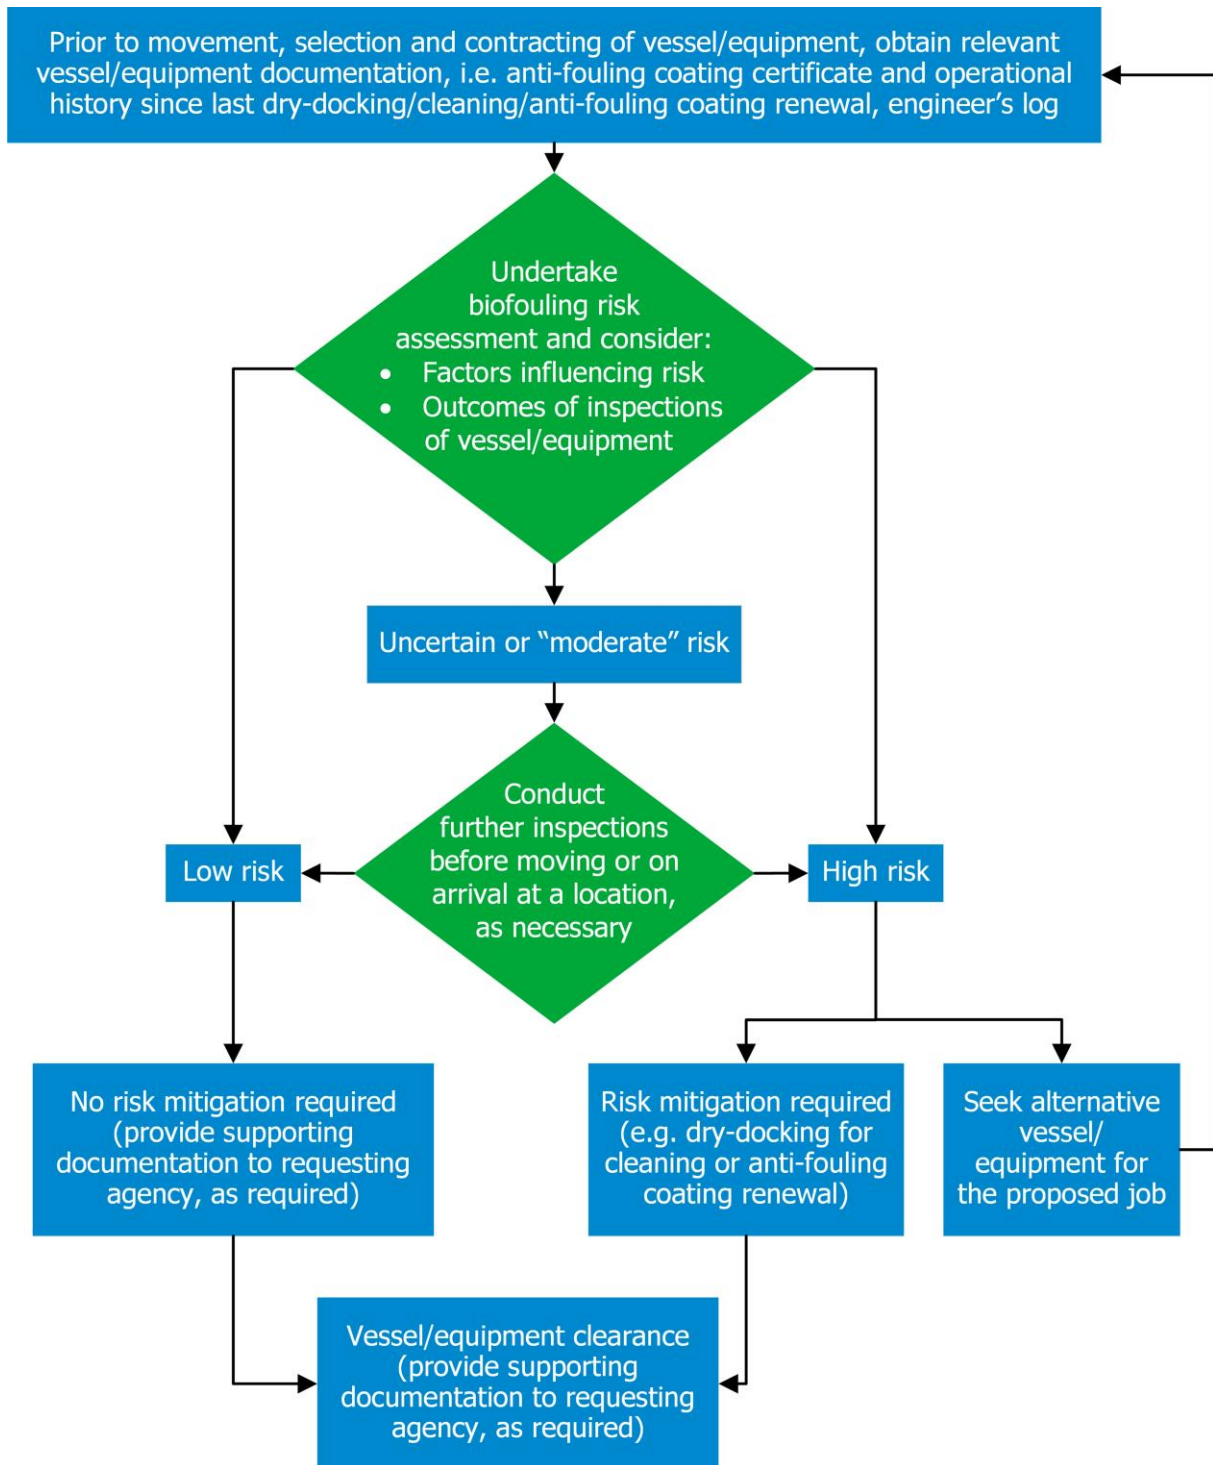 Prior to movement, selection and contracting of vessel/equipment, obtain relevant
vessel/equipment documentation, i.e. anti-fouling coating certificate and operational
history since last dry-docking/cleaning/anti-fouling coating renewal, engineer’s log
Undertake
biofouling risk
assessment and consider:
• Factors influencing risk
• Outcomes of inspections
of vessel/equipment
Uncertain or “moderate” risk
Conduct
further inspections
before moving or on
arrival at a location,
as necessary
Low risk
High risk
No risk mitigation required
(provide supporting
documentation to requesting
agency, as required)
Risk mitigation required
(e.g. dry-docking for
cleaning or anti-fouling
coating renewal)
Seek alternative
vessel/
equipment for
the proposed job
Vessel/equipment clearance
(provide supporting
documentation to requesting
agency, as required)